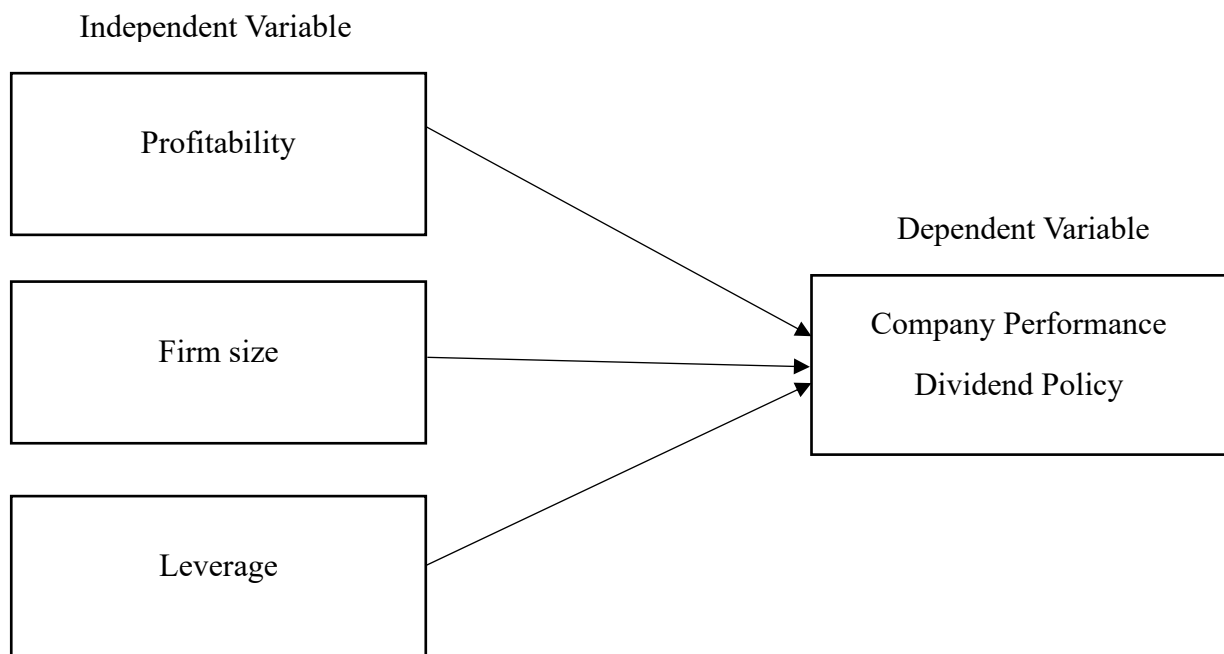 Independent Variable
Profitability
Firm size
Leverage
Dependent Variable
Company Performance
Dividend Policy